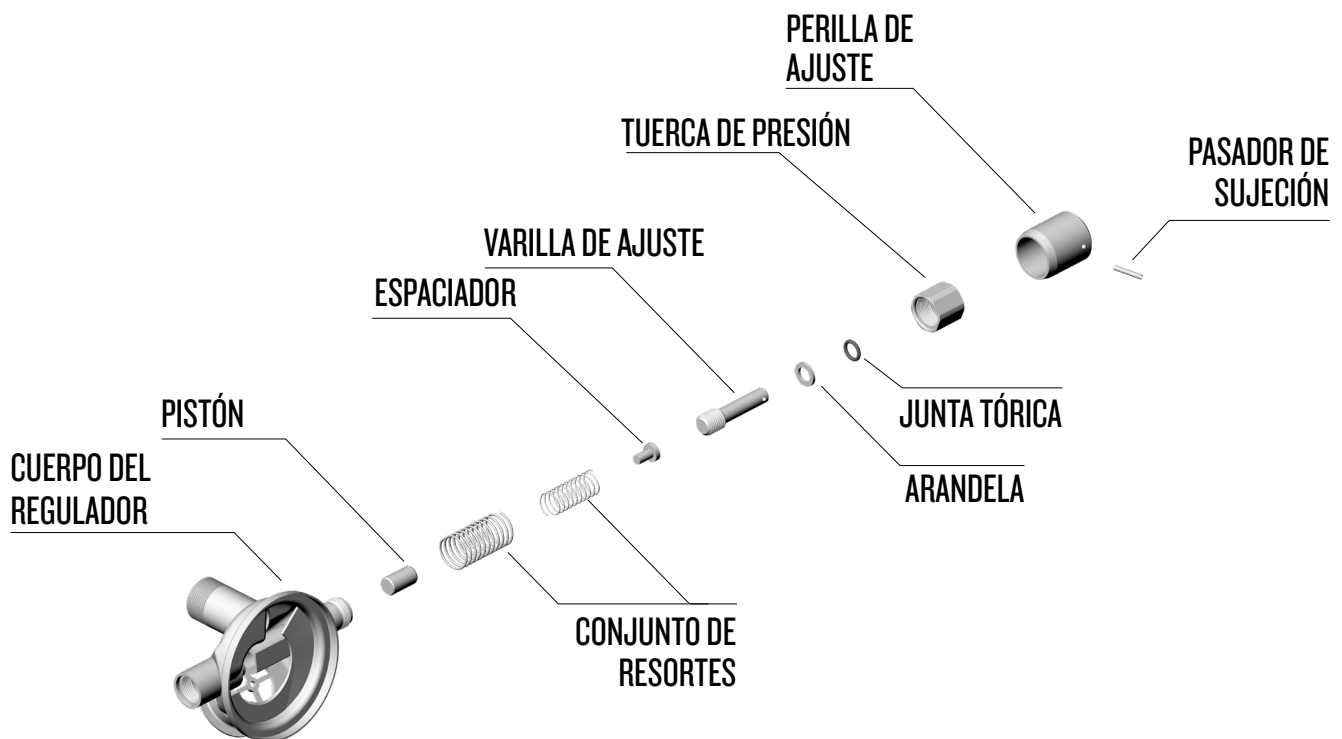 PERILLA DE
AJUSTE
TUERCA DE PRESIÓN
PASADOR DE
SUJECIÓN
VARILLA DE AJUSTE
ESPACIADOR
PISTÓN
JUNTA TÓRICA
CUERPO DEL
REGULADOR
ARANDELA
CONJUNTO DE
RESORTES